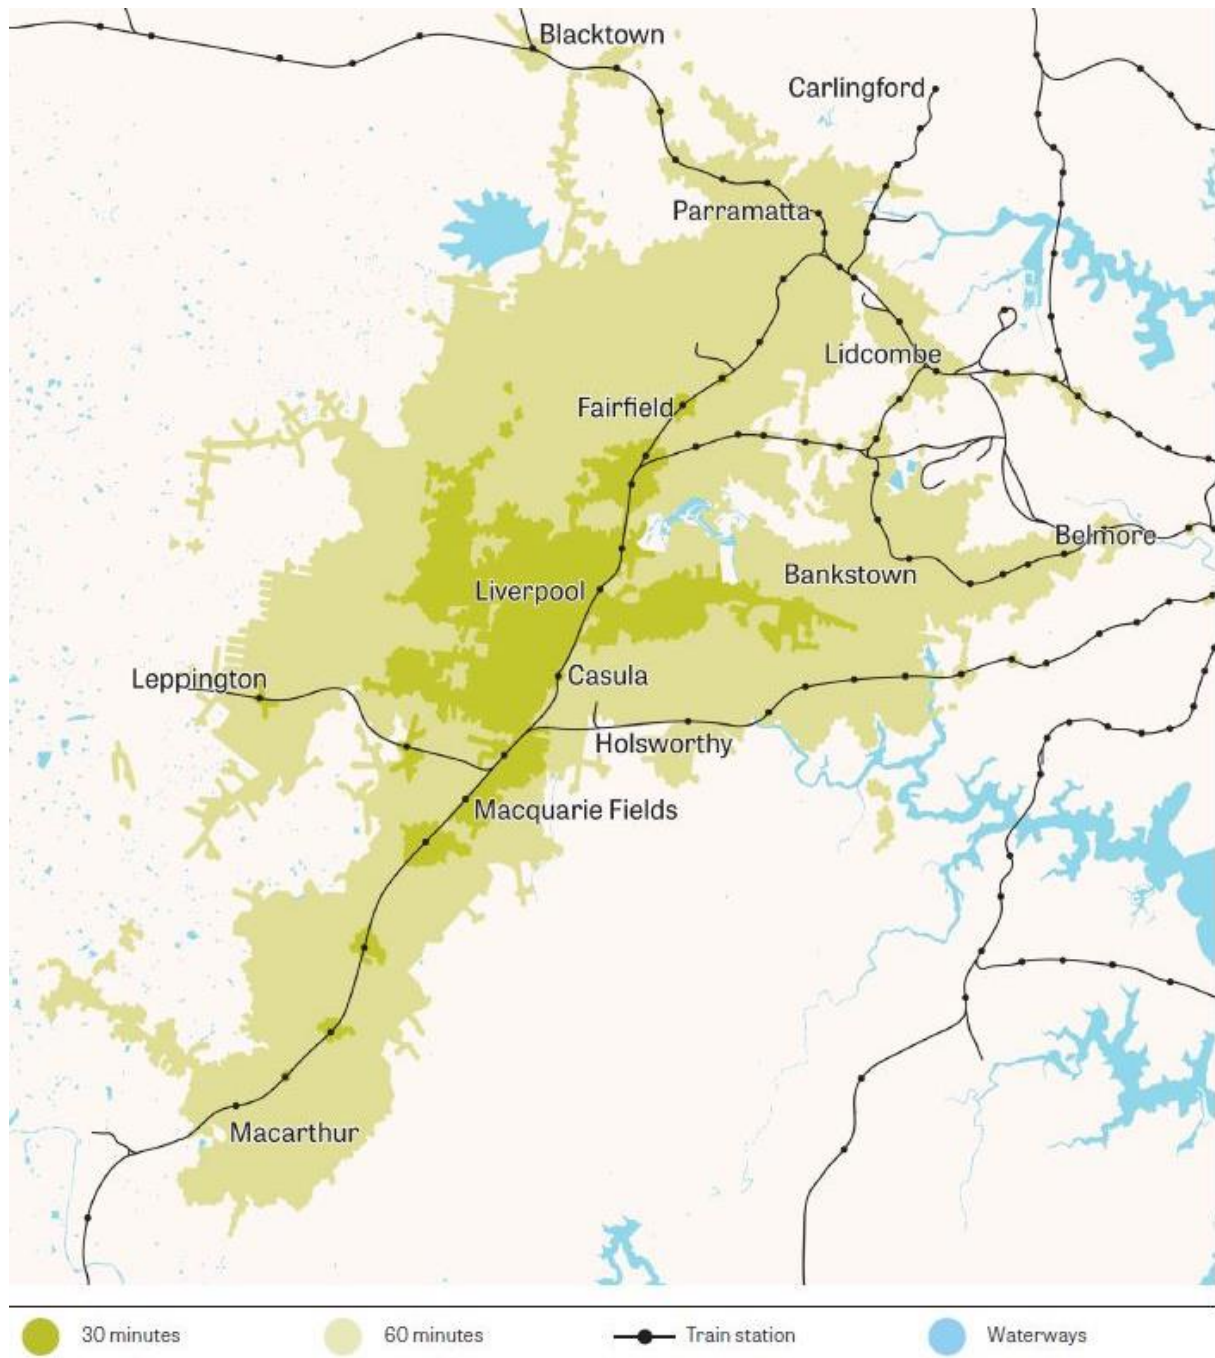 Blacktown
Carlingford
Parramatta
Lidcombe
Fairfield
Belmore
Bankstown
Liverpool
Casula
Leppington
Holsworthy
Macquarie Fields
Macarthur
30 minutes
60 minutes
Train station
Waterways